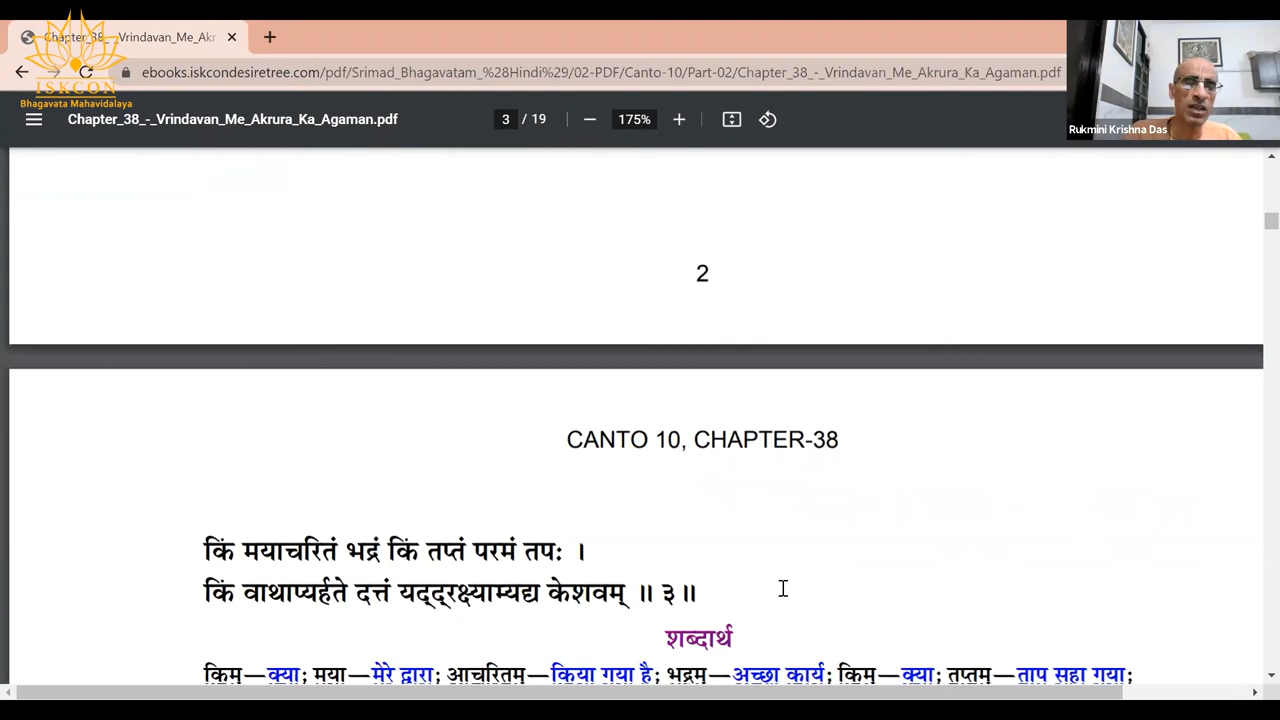 Chapter_38_-_Vrindavan_Me_Akr
ISKCON
Bhagavata Mahavidalaya
ebooks.iskcondesiretree.com/pdf/Srimad_Bhagavatam_%28Hindi%29/02-PDF/Canto-10/Part-02/Chapter_38_-_Vrindavan_Me_Akrura_Ka_Agaman.pdf
Chapter_38_-_Vrindavan_Me_Akrura_Ka_Agaman.pdf
3 / 19
175%
Rukmini Krishna Das
2
CANTO 10, CHAPTER-38
किं मयाचरितं भद्रं किं तप्तं परमं तपः ।
किं वाथाप्यर्हते दत्तं यद्द्रक्ष्याम्यद्य केशवम् ॥ ३॥
शब्दार्थ
किम्—क्या; मया—मेरे द्वारा; आचरितम्—किया गया है; भद्रम्—अच्छा कार्य; किम्—क्या; तप्तम्—ताप सहा गया;